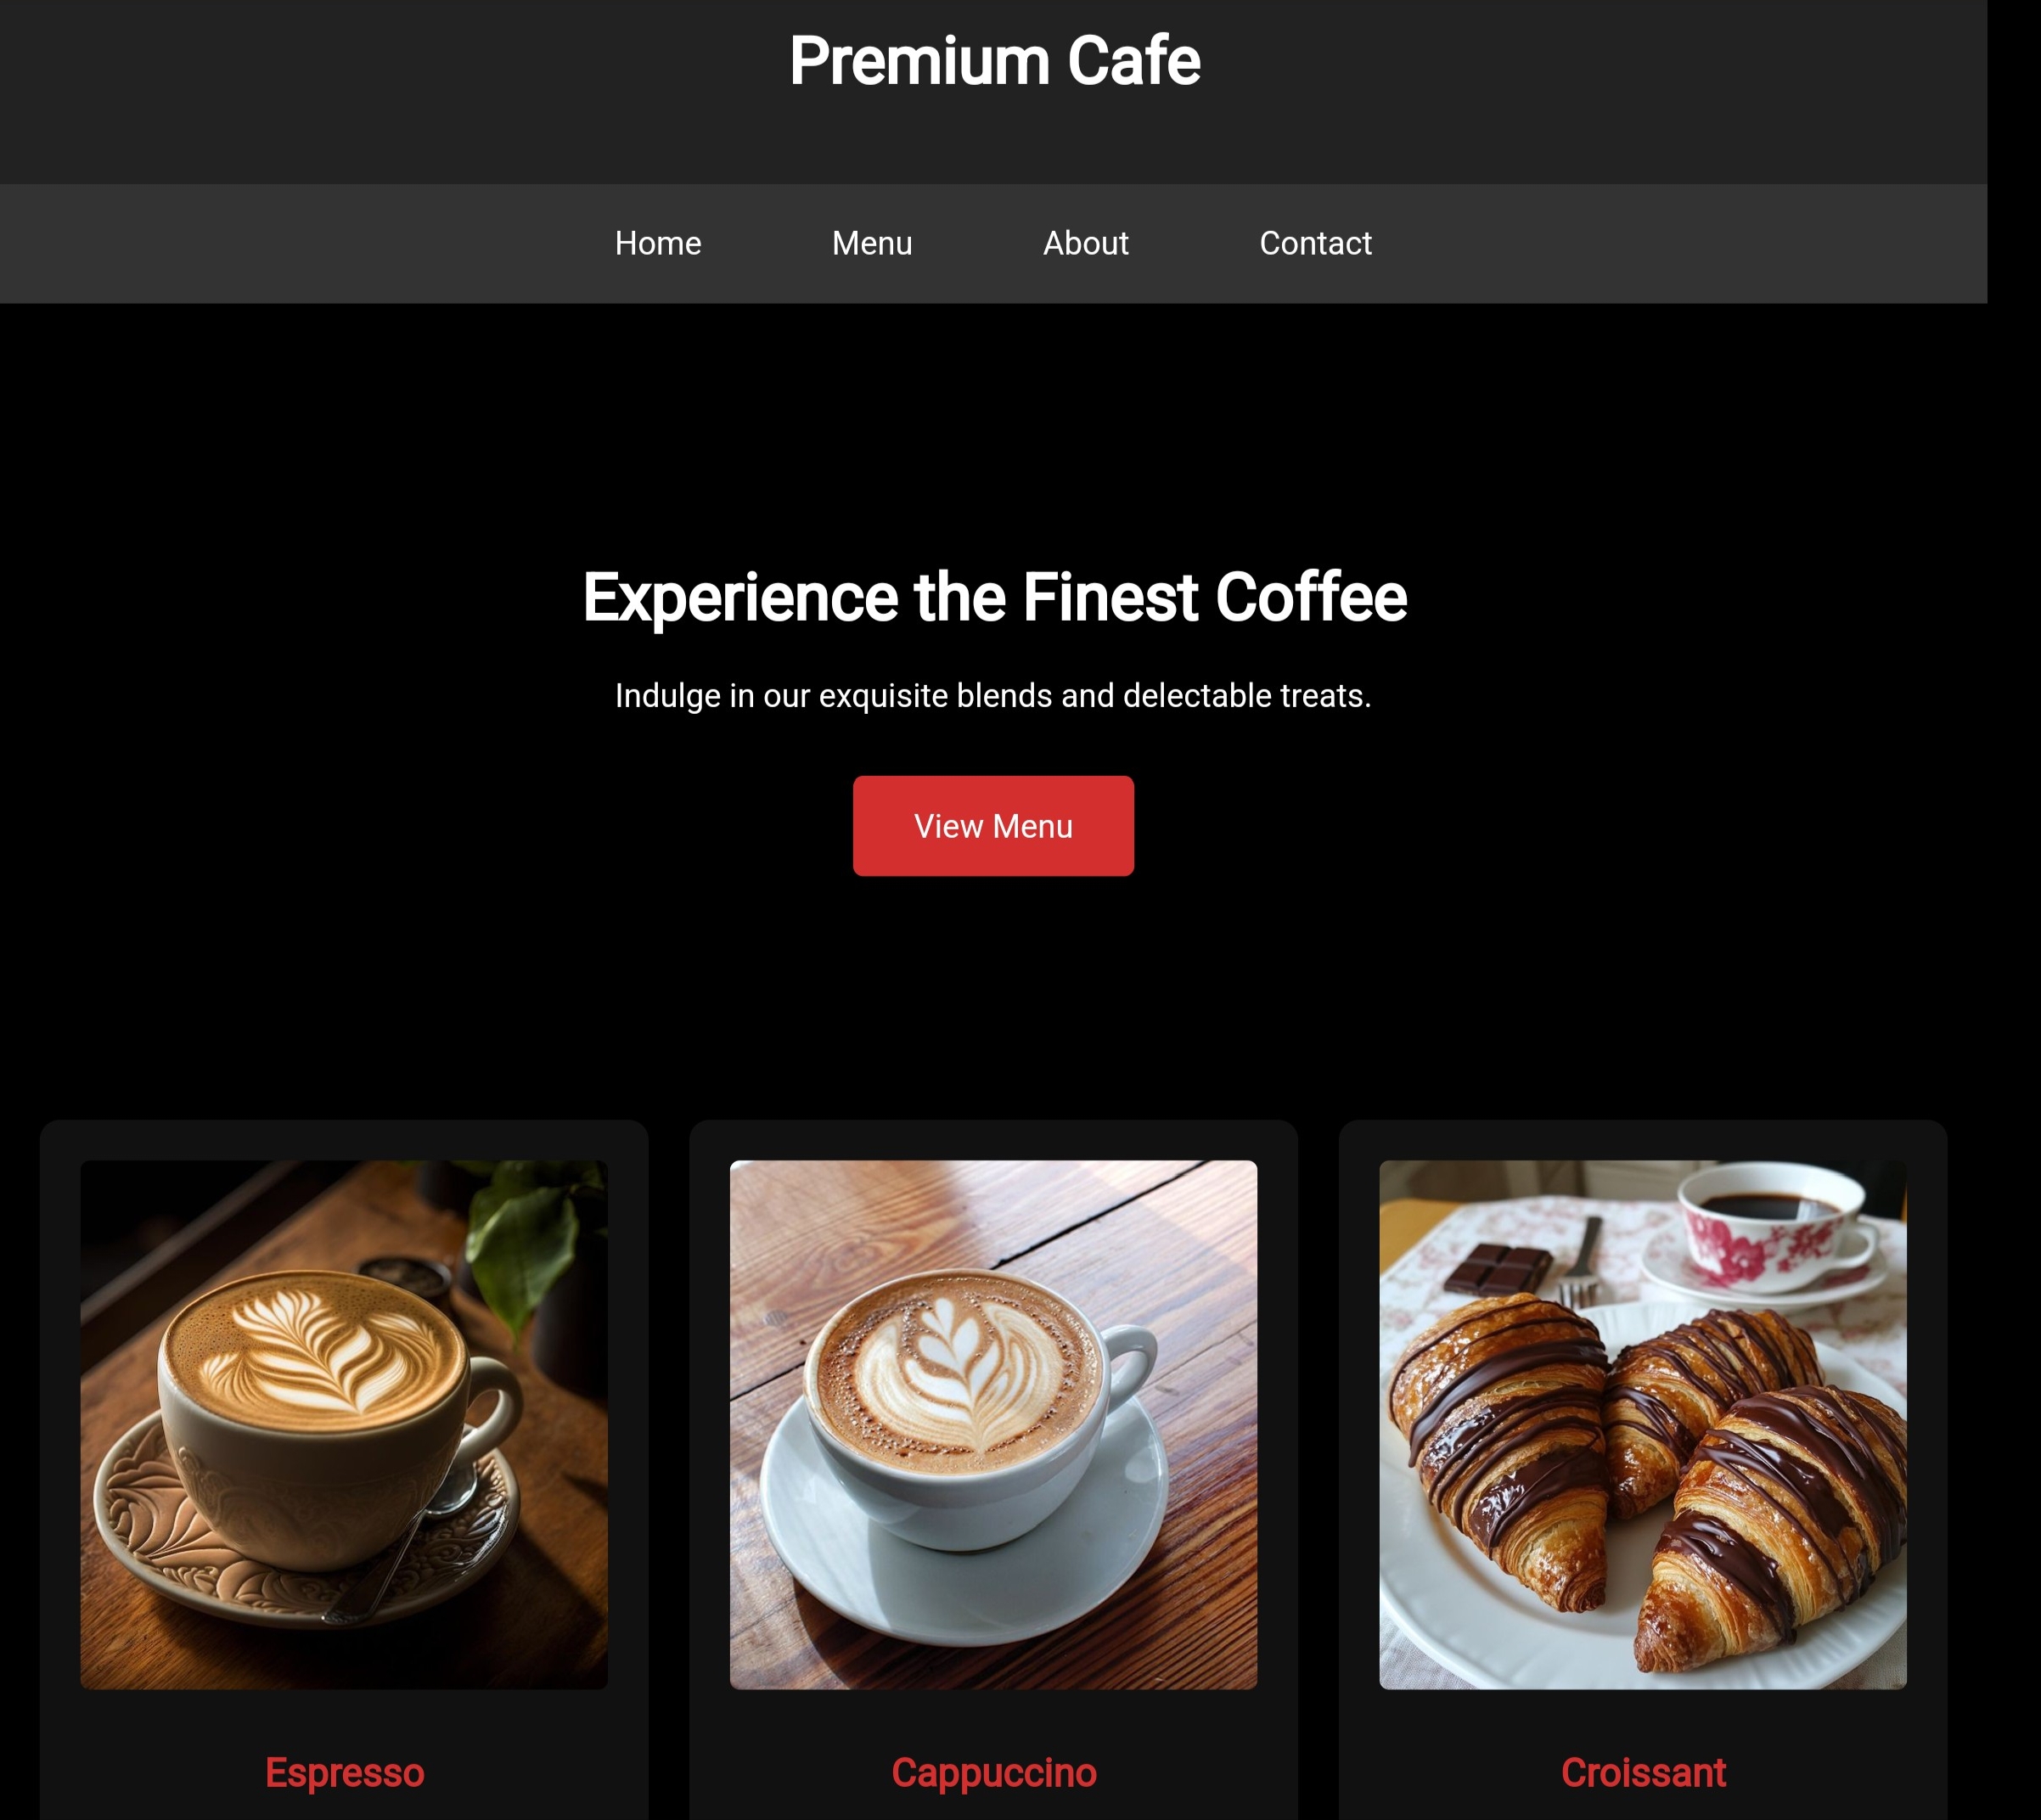 Premium Cafe
Home Menu About Contact
Experience the Finest Coffee
Indulge in our exquisite blends and delectable treats.
View Menu
Espresso Cappuccino Croissant